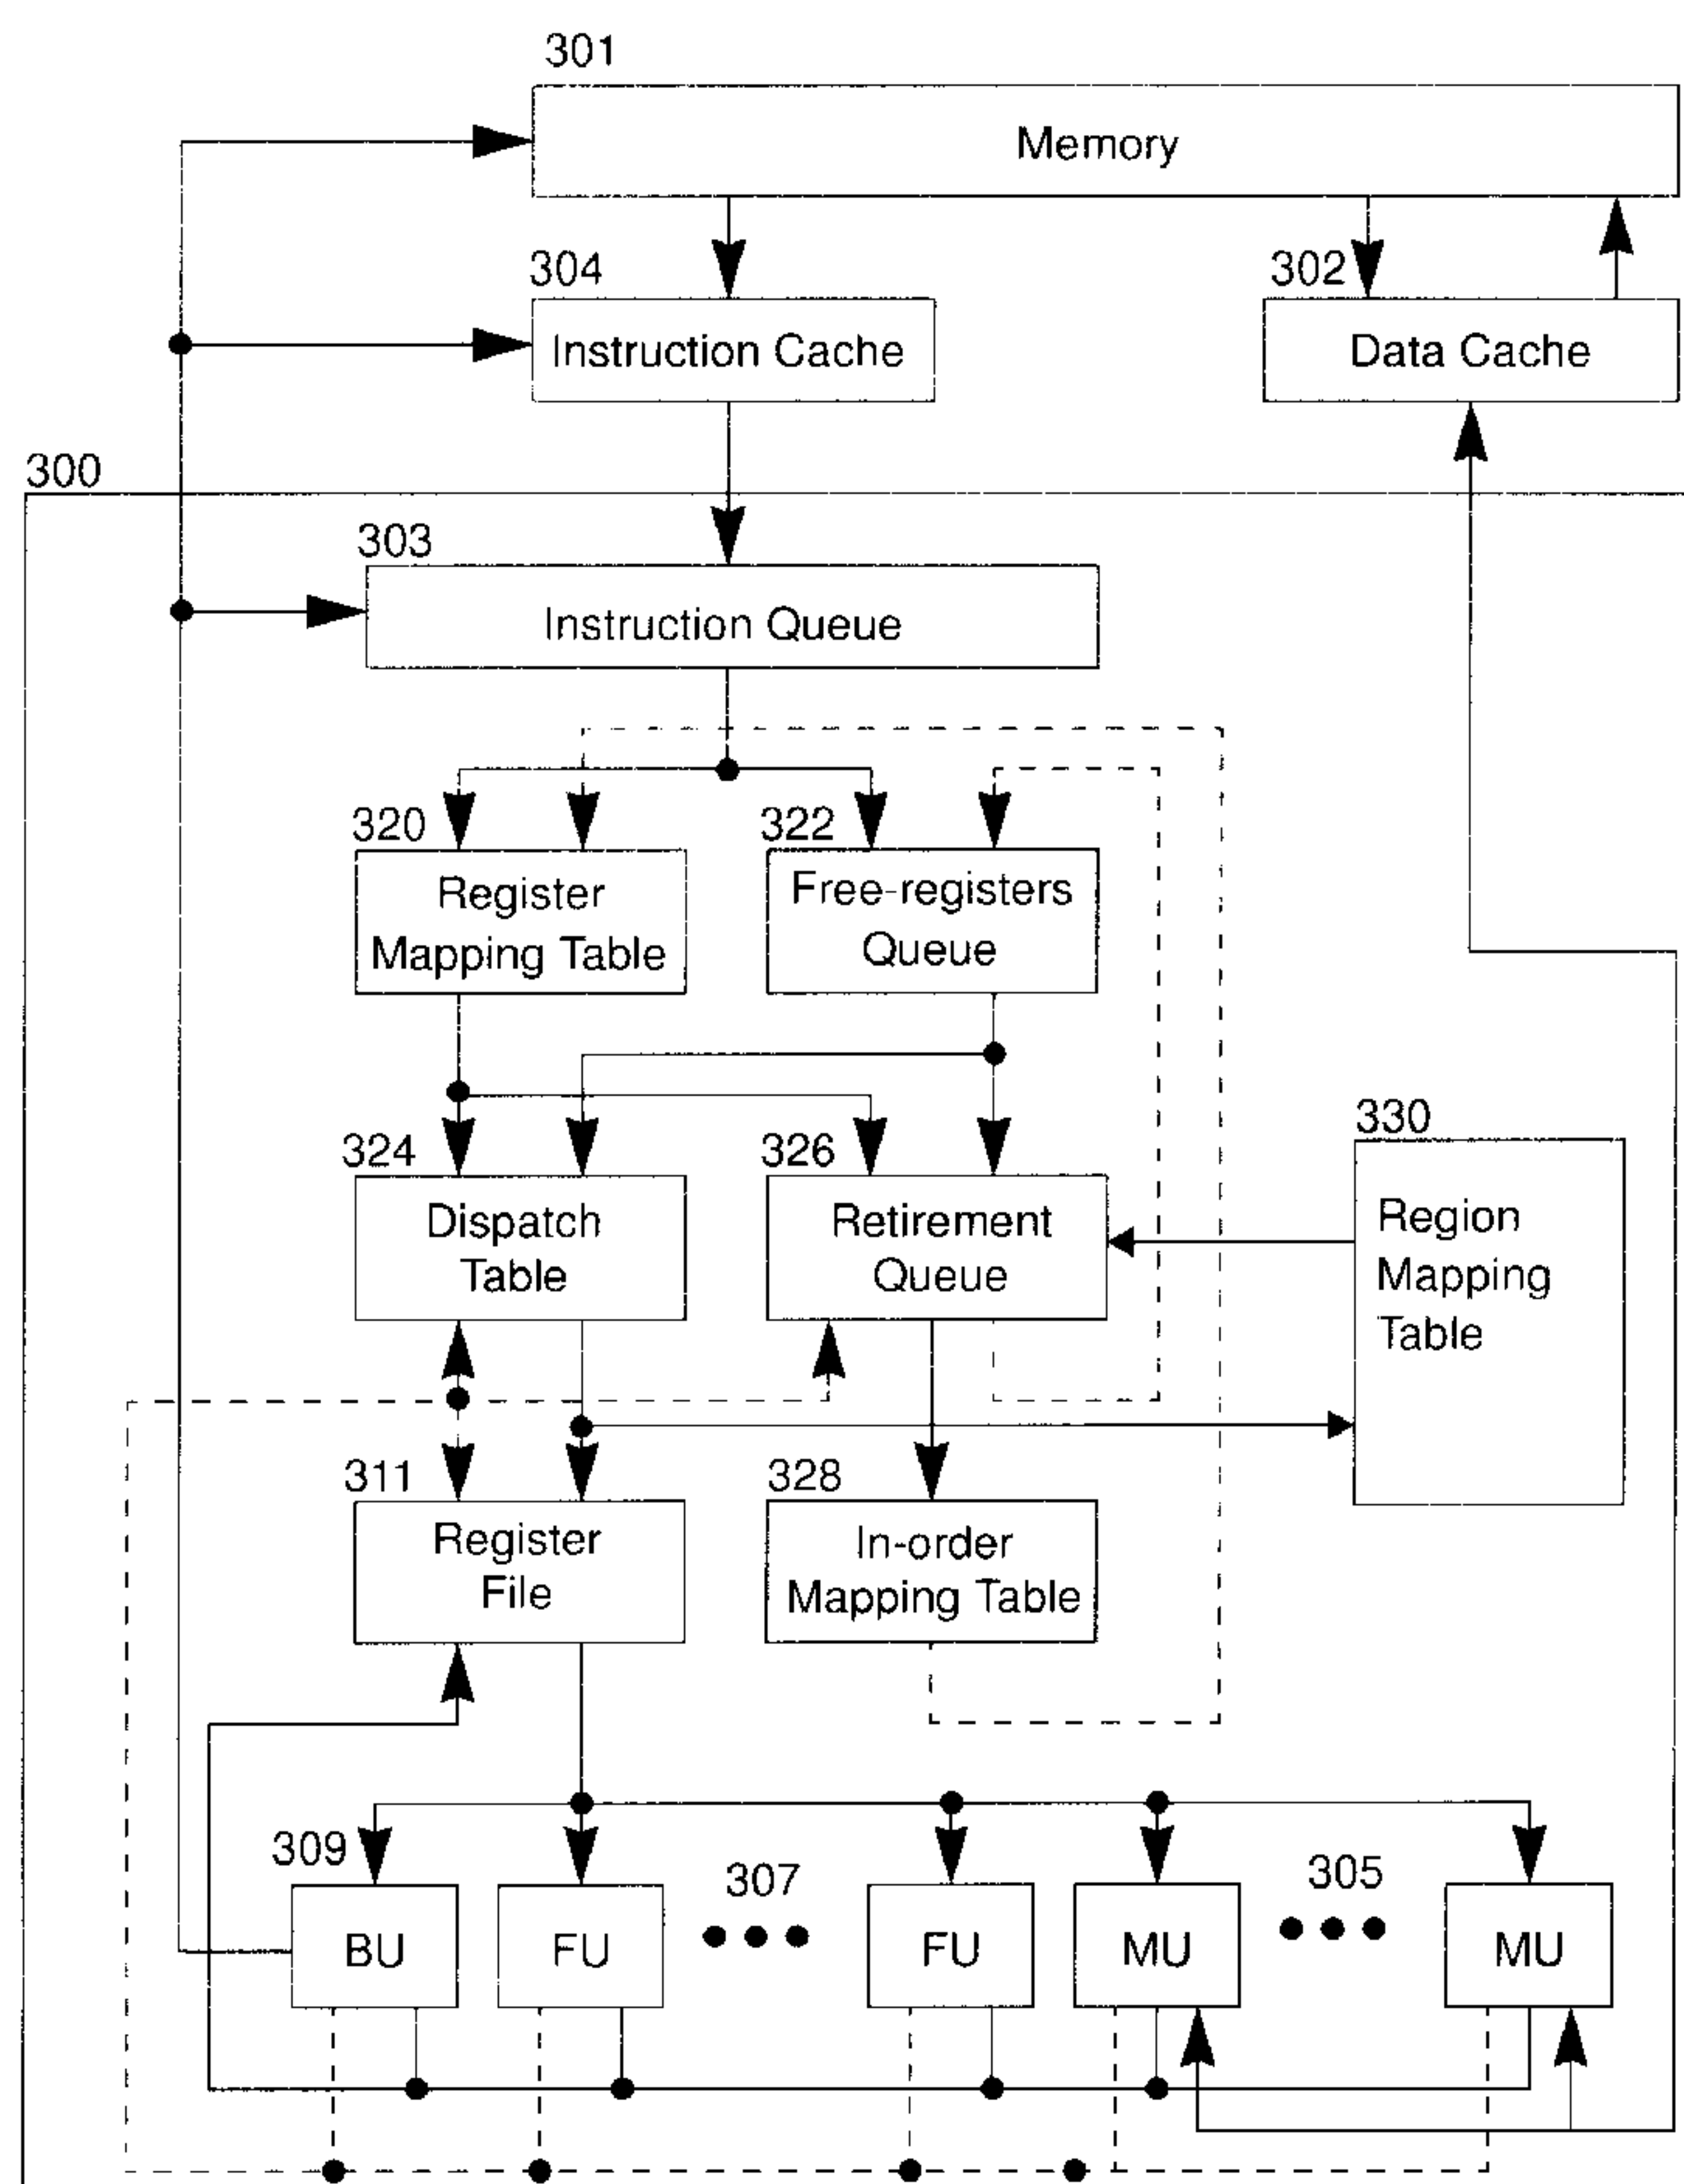 301
Memory
304
302
Instruction Cache
Data Cache
300
303
Instruction Queue
320
322
Register
Mapping Table
Free-registers
Queue
324
326
330
Dispatch
Table
Retirement
Queue
Region
Mapping
Table
311
328
Register
File
In-order
Mapping Table
309
307
305
BU
FU
FU
MU
MU